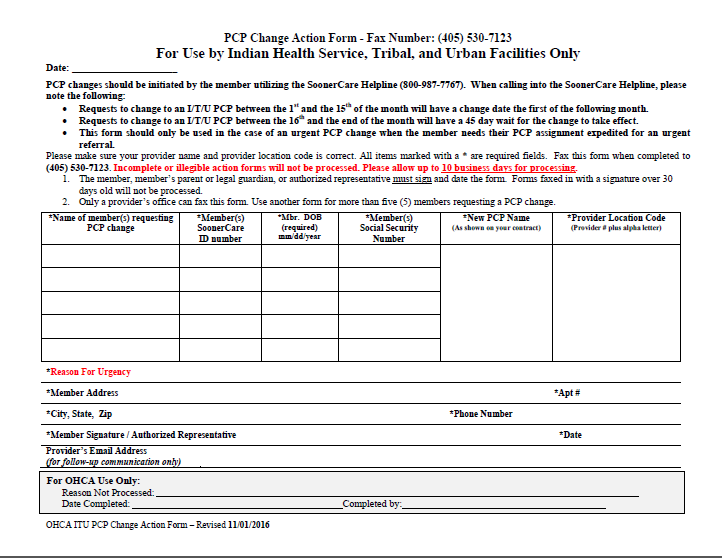 PCP Change Action Form - Fax Number: (405) 530-7123
For Use by Indian Health Service, Tribal, and Urban Facilities Only
Date: ____________________
PCP changes should be initiated by the member utilizing the SoonerCare Helpline (800-987-7767). When calling into the SoonerCare Helpline, please
note the following:
• Requests to change to an I/T/U PCP between the 1st and the 15th of the month will have a change date the first of the following month.
• Requests to change to an I/T/U PCP between the 16th and the end of the month will have a 45 day wait for the change to take effect.
• This form should only be used in the case of an urgent PCP change when the member needs their PCP assignment expedited for an urgent
referral.
Please make sure your provider name and provider location code is correct. All items marked with a * are required fields. Fax this form when completed to
(405) 530-7123. Incomplete or illegible action forms will not be processed. Please allow up to 10 business days for processing.
1. The member, member's parent or legal guardian, or authorized representative must sign and date the form. Forms faxed in with a signature over 30
days old will not be processed.
2. Only a provider's office can fax this form. Use another form for more than five (5) members requesting a PCP change.
*Name of member(s) requesting
PCP change
*Member(s)
SoonerCare
ID number
*Mbr. DOB
(required)
mm/dd/year
*Member(s)
Social Security
Number
*New PCP Name
(As shown on your contract)
*Provider Location Code
(Provider # plus alpha letter)
*Reason For Urgency
*Member Address *Apt #
*City, State, Zip *Phone Number
*Member Signature / Authorized Representative *Date
Provider's Email Address
(for follow-up communication only)
For OHCA Use Only:
Reason Not Processed: ____________________
Date Completed: ____________________Completed by:____________________
OHCA ITU PCP Change Action Form – Revised 11/01/2016